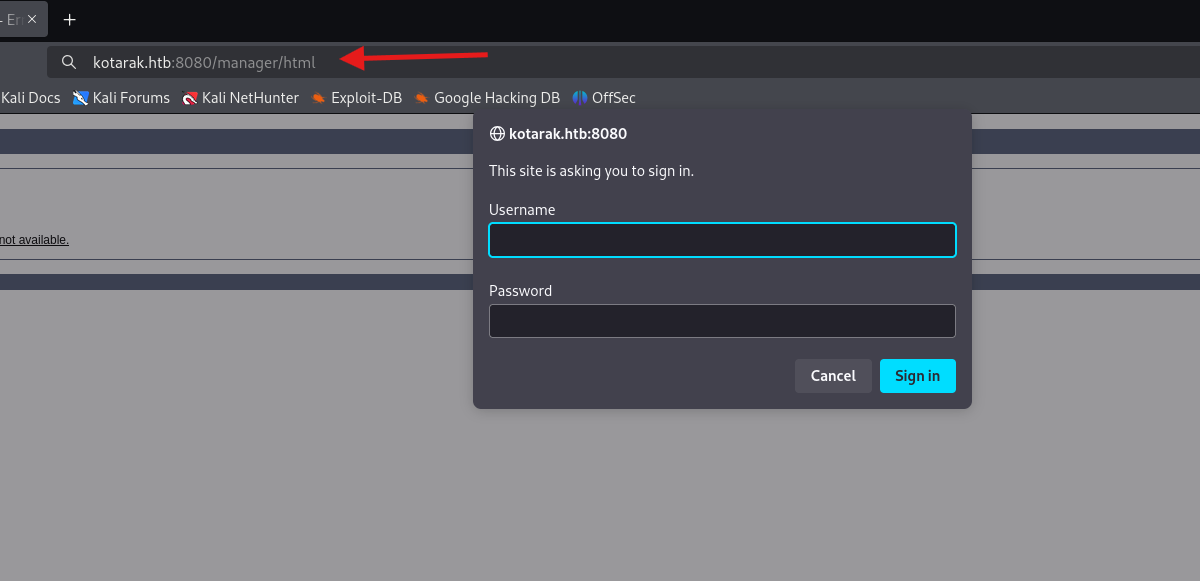 - Er
kotarak.htb:8080/manager/html
Kali Docs Kali Forums Kali NetHunter Exploit-DB Google Hacking DB OffSec
kotarak.htb:8080
This site is asking you to sign in.
Username
not available.
Password
Cancel Sign in